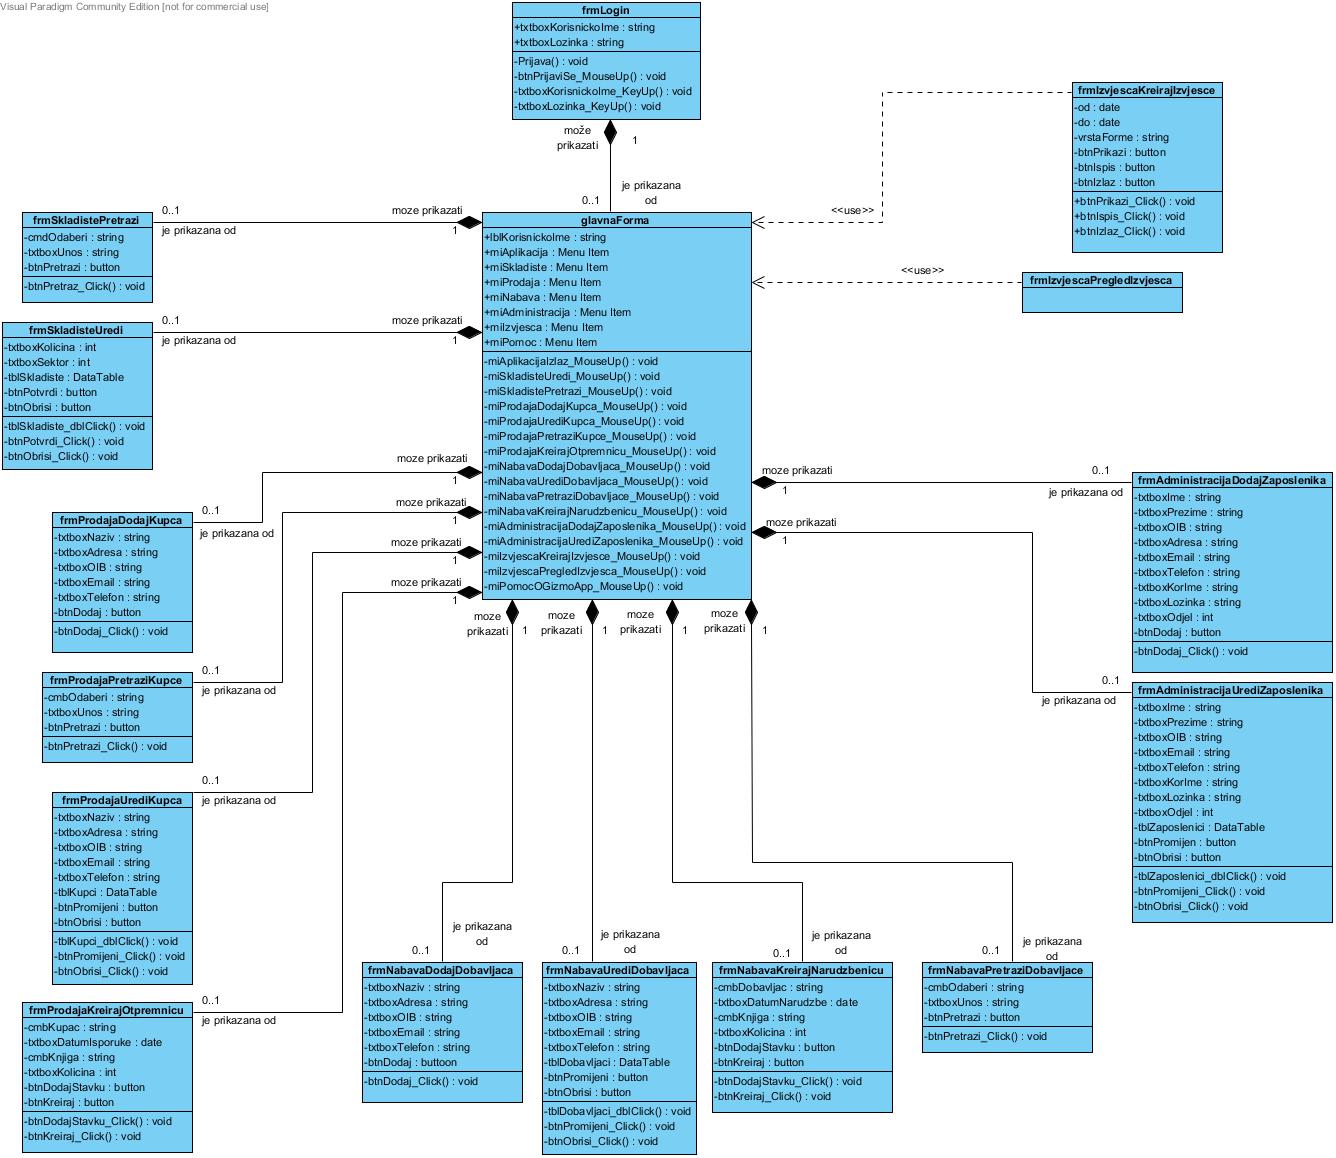 Visual Paradigm Community Edition [not for commercial use]
frmLogin
+txtboxKorisnickoIme : string
+txtboxLozinka : string
-Prijava() : void
-btnPrijaviSe_MouseUp() : void
-txtboxKorisnickoIme_KeyUp() : void
-txtboxLozinka_KeyUp() : void
može
prikazati
1
je prikazana
od
0..1
frmIzvjescaKreirajIzvjesce
-od : date
-do : date
-vrstaForme : string
-btnPrikazi : button
-btnIspis : button
-btnIzlaz : button
+btnPrikazi_Click() : void
+btnIspis_Click() : void
+btnIzlaz_Click() : void
<<use>>
frmIzvjescaPregledIzvjesca
<<use>>
glavnaForma
+lblKorisnickoIme : string
+miAplikacija : Menu Item
+miSkladiste : Menu Item
+miProdaja : Menu Item
+miNabava : Menu Item
+miAdministracija : Menu Item
+miIzvjesca : Menu Item
+miPomoc : Menu Item
-miAplikacijaIzlaz_MouseUp() : void
-miSkladisteUredi_MouseUp() : void
-miSkladistePretrazi_MouseUp() : void
-miProdajaDodajKupca_MouseUp() : void
-miProdajaUrediKupca_MouseUp() : void
-miProdajaPretraziKupce_MouseUp() : void
-miProdajaKreirajOtpremnicu_MouseUp() : void
-miNabavaDodajDobavljaca_MouseUp() : void
-miNabavaUrediDobavljaca_MouseUp() : void
-miNabavaPretraziDobavljace_MouseUp() : void
-miNabavaKreirajNarudzbenicu_MouseUp() : void
-miAdministracijaDodajZaposlenika_MouseUp() : void
-miAdministracijaUrediZaposlenika_MouseUp() : void
-miIzvjescaKreirajIzvjesce_MouseUp() : void
-miIzvjescaPregledIzvjesca_MouseUp() : void
-miPomocOGizmoApp_MouseUp() : void
frmSkladistePretrazi
-cmdOdaberi : string
-txtboxUnos : string
-btnPretrazi : button
-btnPretraz_Click() : void
0..1
je prikazana od
moze prikazati
1
frmSkladisteUredi
-txtboxKolicina : int
-txtboxSektor : int
-tblSkladiste : DataTable
-btnPotvrdi : button
-btnObrisi : button
-tblSkladiste_dblClick() : void
-btnPotvrdi_Click() : void
-btnObrisi_Click() : void
0..1
je prikazana od
moze prikazati
1
frmProdajaDodajKupca
-txtboxNaziv : string
-txtboxAdresa : string
-txtboxOIB : string
-txtboxEmail : string
-txtboxTelefon : string
-btnDodaj : button
-btnDodaj_Click() : void
0..1
je prikazana od
moze prikazati
1
frmProdajaPretraziKupce
-cmbOdaberi : string
-txtboxUnos : string
-btnPretrazi : button
-btnPretrazi_Click() : void
0..1
je prikazana od
moze prikazati
1
frmProdajaUrediKupca
-txtboxNaziv : string
-txtboxAdresa : string
-txtboxOIB : string
-txtboxEmail : string
-txtboxTelefon : string
-tblKupci : DataTable
-btnPromijeni : button
-btnObrisi : button
-tblKupci_dblClick() : void
-btnPromijeni_Click() : void
-btnObrisi_Click() : void
0..1
je prikazana od
moze prikazati
1
frmProdajaKreirajOtpremnicu
-cmbKupac : string
-txtboxDatumIsporuke : date
-cmbKnjiga : string
-txtboxKolicina : int
-btnDodajStavku : button
-btnKreiraj : button
-btnDodajStavku_Click() : void
-btnKreiraj_Click() : void
0..1
je prikazana od
moze prikazati
1
moze
prikazati
1
je prikazana
od
0..1
frmNabavaDodajDobavljaca
-txtboxNaziv : string
-txtboxAdresa : string
-txtboxOIB : string
-txtboxEmail : string
-txtboxTelefon : string
-btnDodaj : buttoon
-btnDodaj_Click() : void
moze
prikazati
1
je prikazana
od
0..1
frmNabavaUrediDobavljaca
-txtboxNaziv : string
-txtboxAdresa : string
-txtboxOIB : string
-txtboxEmail : string
-txtboxTelefon : string
-tblDobavljaci : DataTable
-btnPromijeni : button
-btnObrisi : button
-tblDobavljaci_dblClick() : void
-btnPromijeni_Click() : void
-btnObrisi_Click() : void
moze
prikazati
1
je prikazana
od
0..1
frmNabavaKreirajNarudzbenicu
-cmbDobavljac : string
-txtboxDatumNarudzbe : date
-cmbKnjiga : string
-txtboxKolicina : int
-btnDodajStavku : button
-btnKreiraj : button
-btnDodajStavku_Click() : void
-btnKreiraj_Click() : void
moze
prikazati
1
je prikazana
od
0..1
frmNabavaPretraziDobavljace
-cmbOdaberi : string
-txtboxUnos : string
-btnPretrazi : button
-btnPretrazi_Click() : void
moze prikazati
1
0..1
je prikazana od
frmAdministracijaDodajZaposlenika
-txtboxIme : string
-txtboxPrezime : string
-txtboxOIB : string
-txtboxAdresa : string
-txtboxEmail : string
-txtboxTelefon : string
-txtboxKorIme : string
-txtboxLozinka : string
-txtboxOdjel : int
-btnDodaj : button
-btnDodaj_Click() : void
moze prikazati
1
0..1
je prikazana od
frmAdministracijaUrediZaposlenika
-txtboxIme : string
-txtboxPrezime : string
-txtboxOIB : string
-txtboxEmail : string
-txtboxTelefon : string
-txtboxKorIme : string
-txtboxLozinka : string
-txtboxOdjel : int
-tblZaposlenici : DataTable
-btnPromijen : button
-btnObrisi : button
-tblZaposlenici_dblClick() : void
-btnPromijeni_Click() : void
-btnObrisi_Click() : void